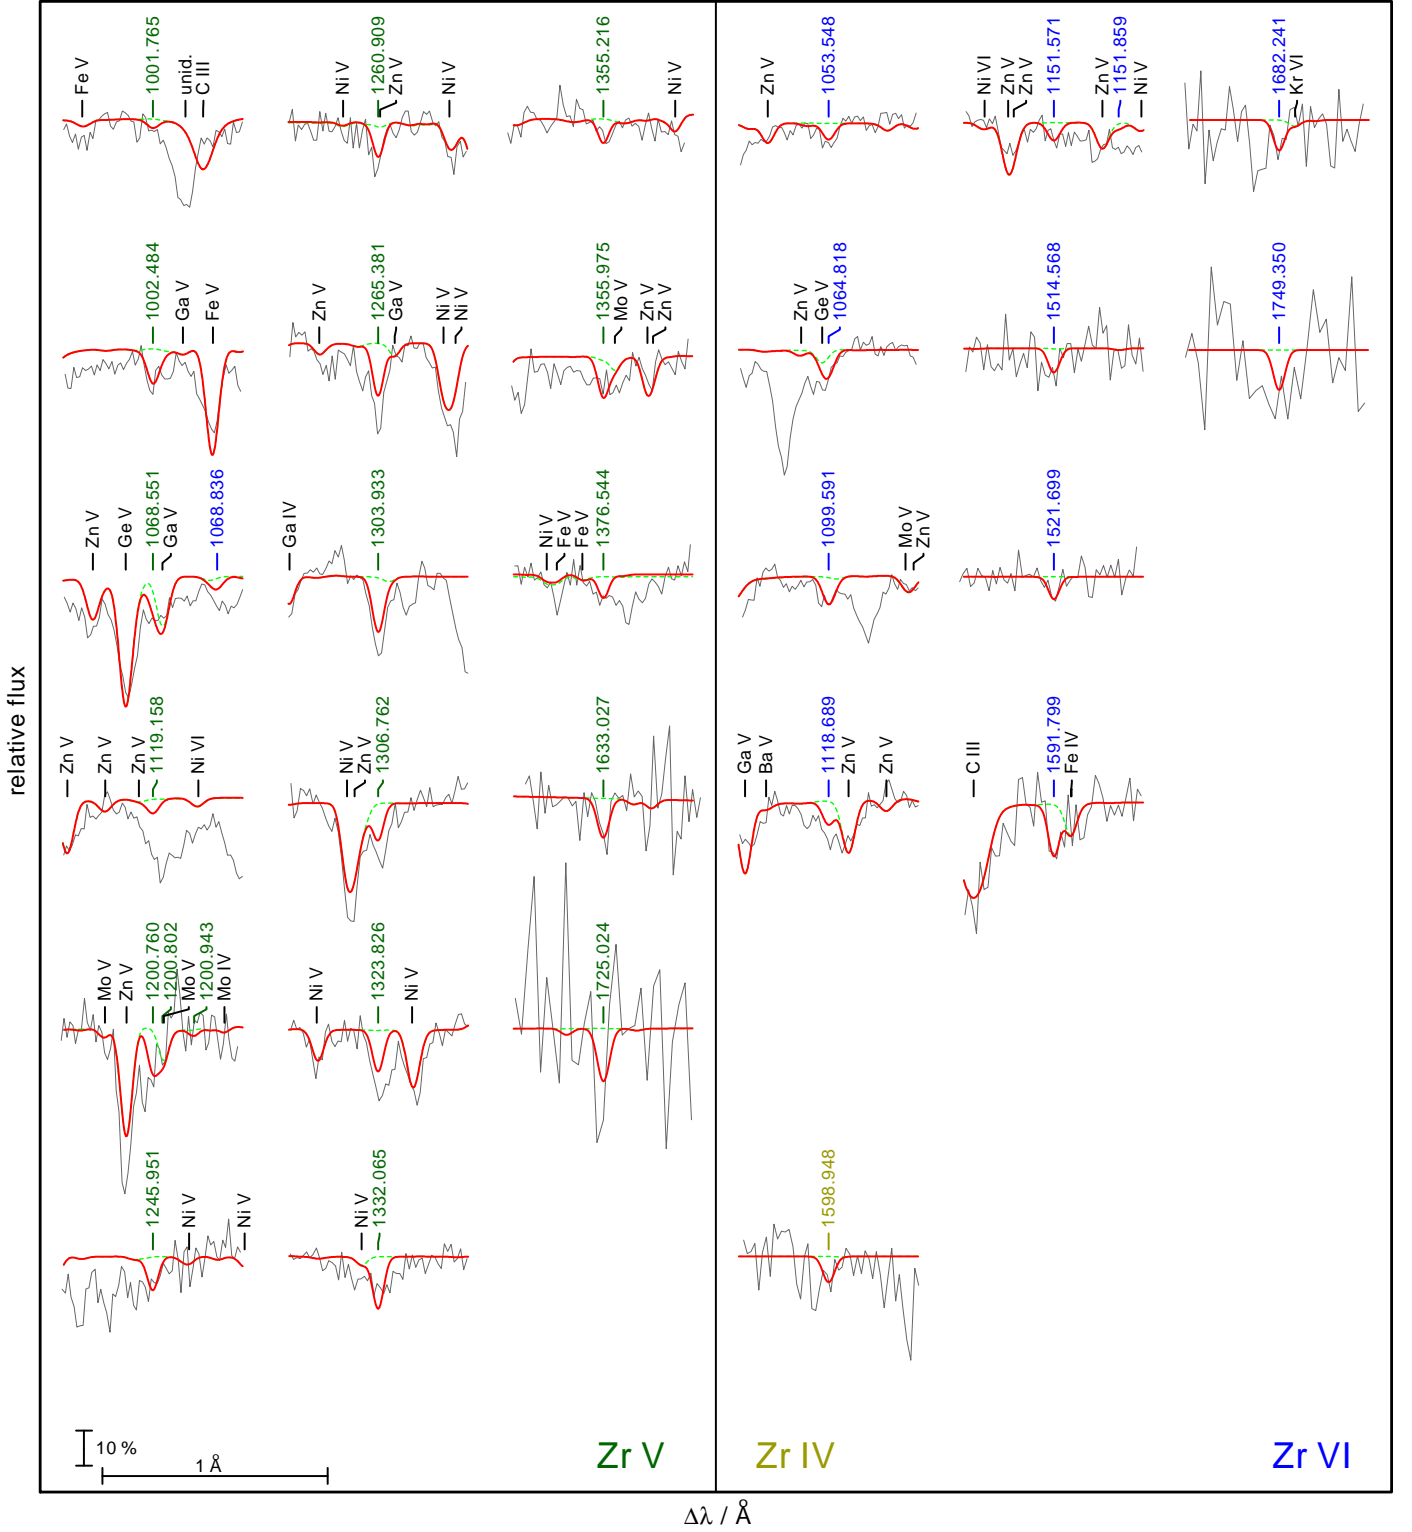 Fe V
1001.765
unid.
C III
Ni V
1260.909
Zn V
Ni V
1355.216
Ni V
Zn V
1053.548
Ni VI
Zn V
Zn V
1151.571
Zn V
1151.859
Ni V
1682.241
Kr VI
1002.484
Ga V
Fe V
Zn V
1265.381
Ga V
Ni V
Ni V
1355.975
Mo V
Zn V
Zn V
Zn V
Ge V
1064.818
1514.568
1749.350
Zn V
Ge V
1068.551
Ga V
1068.836
Ga IV
1303.933
Ni V
Fe V
Fe V
1376.544
1099.591
Mo V
Zn V
1521.699
Zn V
Zn V
Zn V
1119.158
Ni VI
Ni V
Zn V
1306.762
1633.027
Ga V
Ba V
1118.689
Zn V
Zn V
C III
1591.799
Fe IV
Mo V
Zn V
1200.760
1200.802
Mo V
1200.943
Mo IV
Ni V
1323.826
Ni V
1725.024
1245.951
Ni V
Ni V
Ni V
1332.065
1598.948
relative flux
10 %
1 Å
Zr V
Zr IV
Zr VI
Δλ / Å